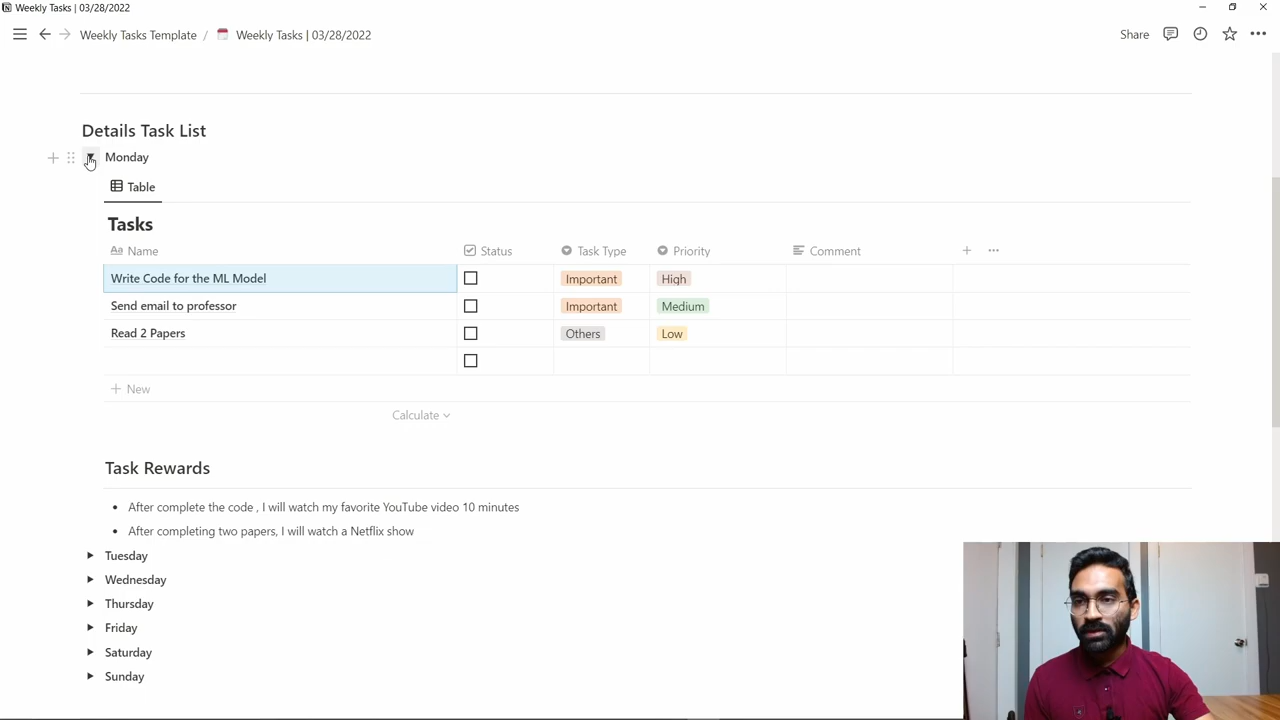 Weekly Tasks | 03/28/2022
Weekly Tasks Template / Weekly Tasks | 03/28/2022 Share
Details Task List
Monday
Table
Tasks
Aa Name Status Task Type Priority Comment
Write Code for the ML Model Important High
Send email to professor Important Medium
Read 2 Papers Others Low
+ New
Calculate
Task Rewards
• After complete the code , I will watch my favorite YouTube video 10 minutes
• After completing two papers, I will watch a Netflix show
Tuesday
Wednesday
Thursday
Friday
Saturday
Sunday